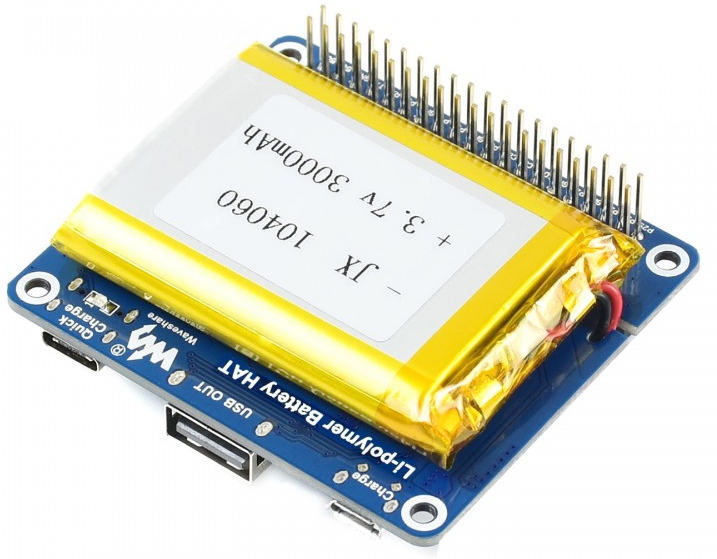 - JX 104060
+ 3.7v 3000mAh
Li-polymer Battery HAT
USB OUT
Quick
Charge
Charge
Waveshare
®